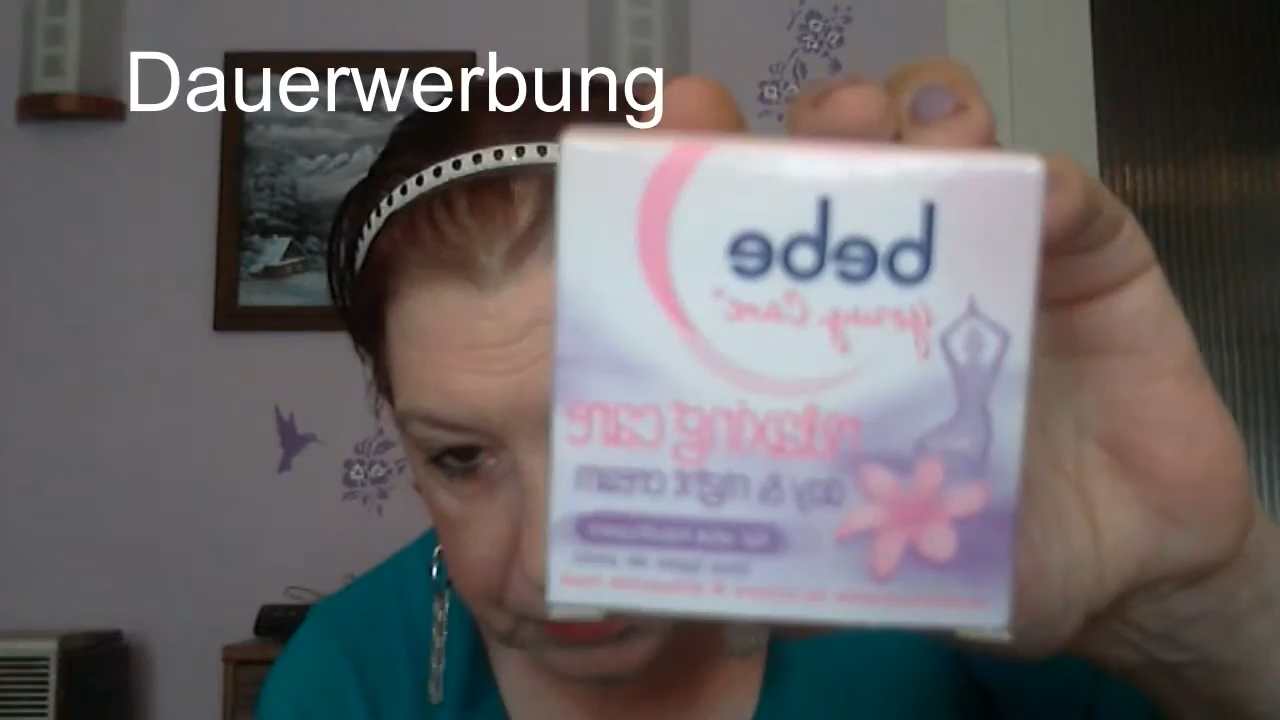 Dauerwerbung
bebe
Young Care
relaxing care
day & night cream